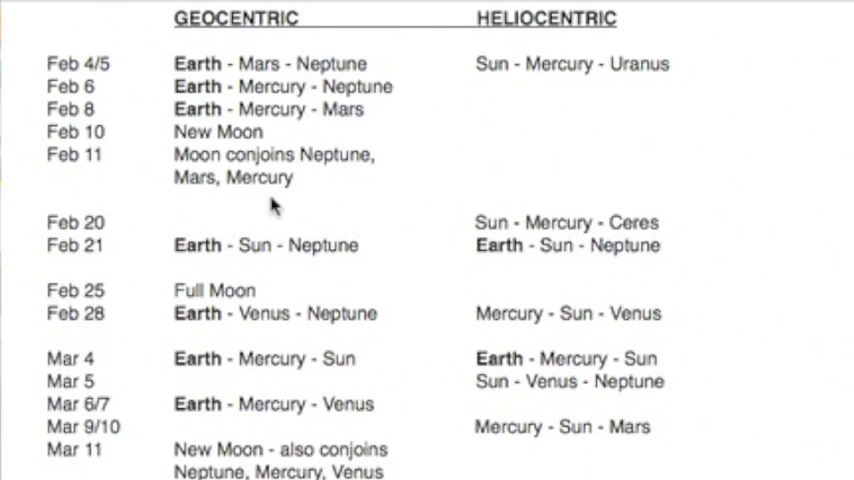 GEOCENTRIC HELIOCENTRIC
Feb 4/5 Earth - Mars - Neptune Sun - Mercury - Uranus
Feb 6 Earth - Mercury - Neptune
Feb 8 Earth - Mercury - Mars
Feb 10 New Moon
Feb 11 Moon conjoins Neptune,
Mars, Mercury
Feb 20 Sun - Mercury - Ceres
Feb 21 Earth - Sun - Neptune Earth - Sun - Neptune
Feb 25 Full Moon
Feb 28 Earth - Venus - Neptune Mercury - Sun - Venus
Mar 4 Earth - Mercury - Sun Earth - Mercury - Sun
Mar 5 Sun - Venus - Neptune
Mar 6/7 Earth - Mercury - Venus
Mar 9/10 Mercury - Sun - Mars
Mar 11 New Moon - also conjoins
Neptune, Mercury, Venus